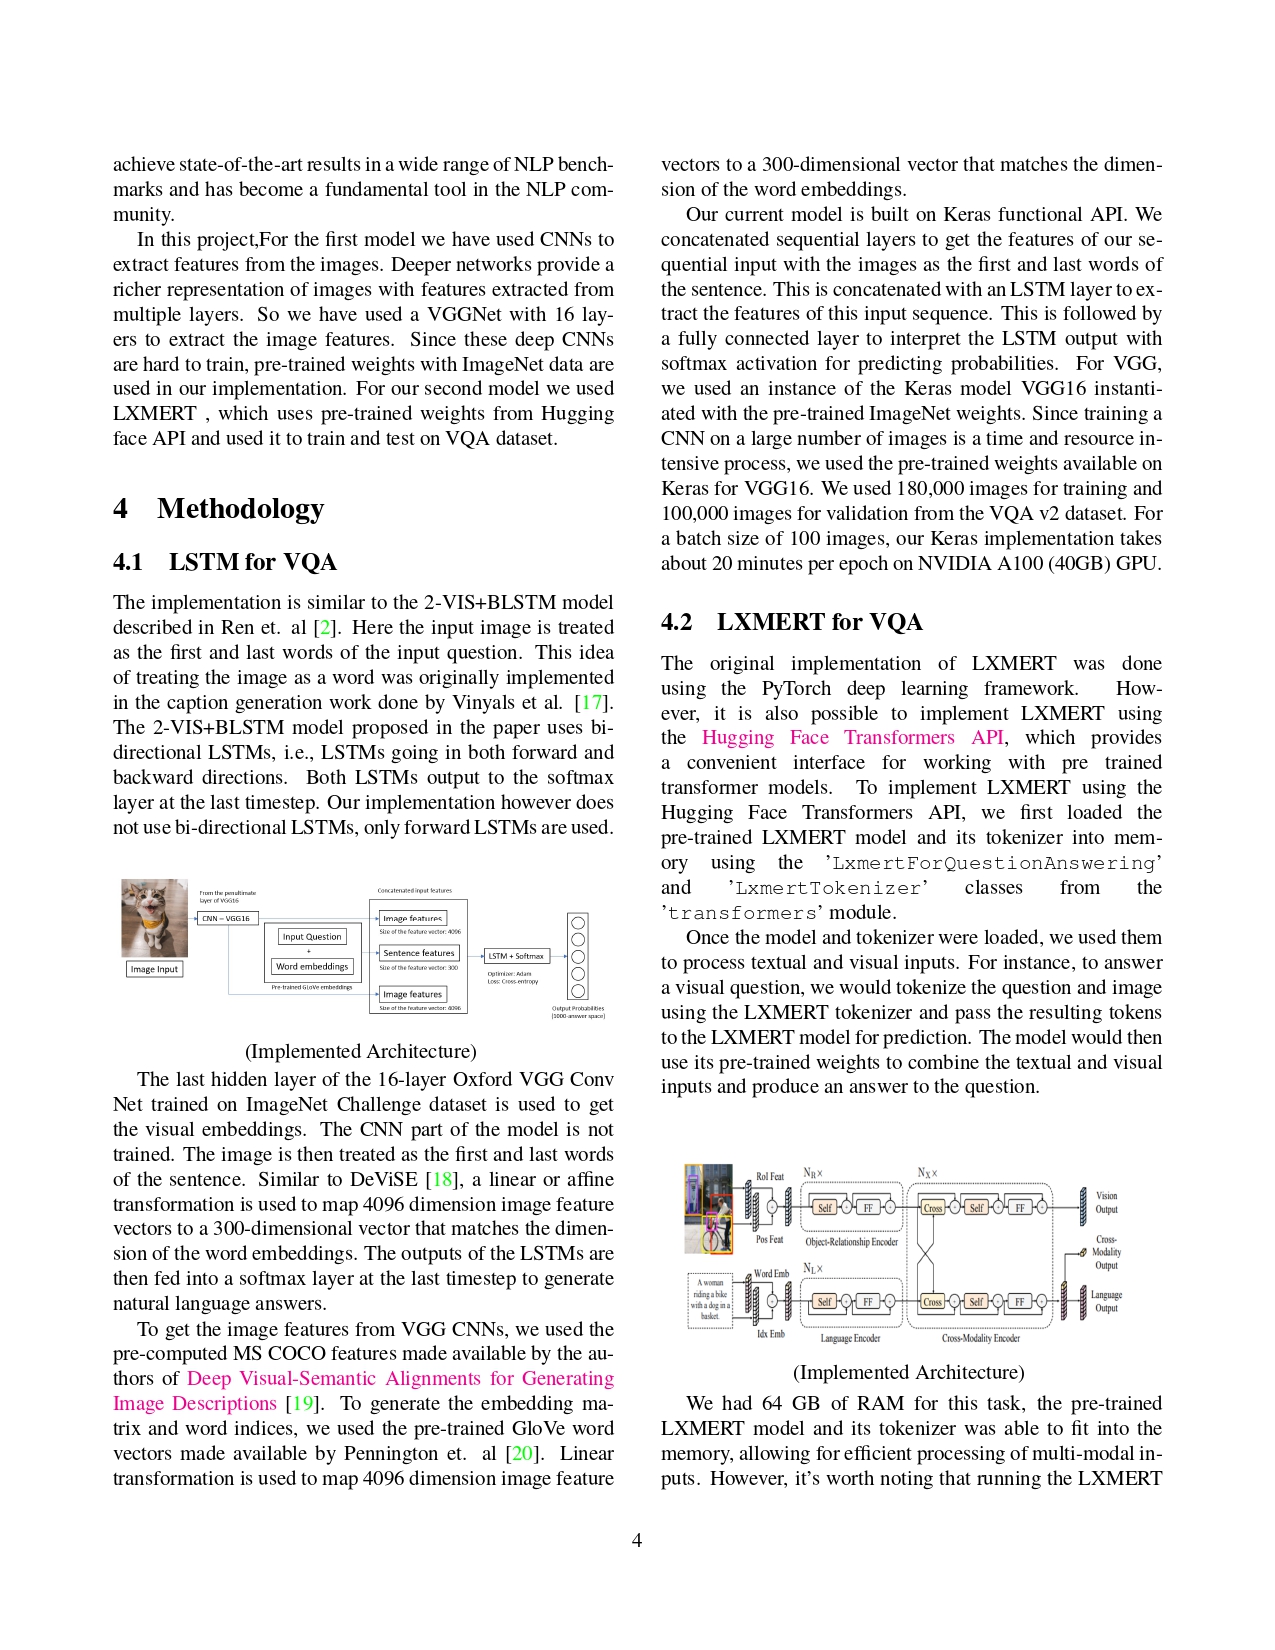 achieve state-of-the-art results in a wide range of NLP bench-
marks and has become a fundamental tool in the NLP com-
munity.
In this project,For the first model we have used CNNs to
extract features from the images. Deeper networks provide a
richer representation of images with features extracted from
multiple layers. So we have used a VGGNet with 16 lay-
ers to extract the image features. Since these deep CNNs
are hard to train, pre-trained weights with ImageNet data are
used in our implementation. For our second model we used
LXMERT , which uses pre-trained weights from Hugging
face API and used it to train and test on VQA dataset.
4 Methodology
4.1 LSTM for VQA
The implementation is similar to the 2-VIS+BLSTM model
described in Ren et. al [2]. Here the input image is treated
as the first and last words of the input question. This idea
of treating the image as a word was originally implemented
in the caption generation work done by Vinyals et al. [17].
The 2-VIS+BLSTM model proposed in the paper uses bi-
directional LSTMs, i.e., LSTMs going in both forward and
backward directions. Both LSTMs output to the softmax
layer at the last timestep. Our implementation however does
not use bi-directional LSTMs, only forward LSTMs are used.
Image Input
From the penultimate
layer of VGG16
CNN – VGG16
Input Question
+
Word embeddings
Pre-trained GLoVe embeddings
Concatenated input features
Image features
Size of the feature vector: 4096
Sentence features
Size of the feature vector: 300
Image features
Size of the feature vector: 4096
LSTM + Softmax
Optimizer: Adam
Loss: Cross-entropy
Output Probabilities
(1000-answer space)
(Implemented Architecture)
The last hidden layer of the 16-layer Oxford VGG Conv
Net trained on ImageNet Challenge dataset is used to get
the visual embeddings. The CNN part of the model is not
trained. The image is then treated as the first and last words
of the sentence. Similar to DeViSE [18], a linear or affine
transformation is used to map 4096 dimension image feature
vectors to a 300-dimensional vector that matches the dimen-
sion of the word embeddings. The outputs of the LSTMs are
then fed into a softmax layer at the last timestep to generate
natural language answers.
To get the image features from VGG CNNs, we used the
pre-computed MS COCO features made available by the au-
thors of Deep Visual-Semantic Alignments for Generating
Image Descriptions [19]. To generate the embedding ma-
trix and word indices, we used the pre-trained GloVe word
vectors made available by Pennington et. al [20]. Linear
transformation is used to map 4096 dimension image feature
vectors to a 300-dimensional vector that matches the dimen-
sion of the word embeddings.
Our current model is built on Keras functional API. We
concatenated sequential layers to get the features of our se-
quential input with the images as the first and last words of
the sentence. This is concatenated with an LSTM layer to ex-
tract the features of this input sequence. This is followed by
a fully connected layer to interpret the LSTM output with
softmax activation for predicting probabilities. For VGG,
we used an instance of the Keras model VGG16 instanti-
ated with the pre-trained ImageNet weights. Since training a
CNN on a large number of images is a time and resource in-
tensive process, we used the pre-trained weights available on
Keras for VGG16. We used 180,000 images for training and
100,000 images for validation from the VQA v2 dataset. For
a batch size of 100 images, our Keras implementation takes
about 20 minutes per epoch on NVIDIA A100 (40GB) GPU.
4.2 LXMERT for VQA
The original implementation of LXMERT was done
using the PyTorch deep learning framework. How-
ever, it is also possible to implement LXMERT using
the Hugging Face Transformers API, which provides
a convenient interface for working with pre trained
transformer models. To implement LXMERT using the
Hugging Face Transformers API, we first loaded the
pre-trained LXMERT model and its tokenizer into mem-
ory using the ’LxmertForQuestionAnswering’
and ’LxmertTokenizer’ classes from the
’transformers’ module.
Once the model and tokenizer were loaded, we used them
to process textual and visual inputs. For instance, to answer
a visual question, we would tokenize the question and image
using the LXMERT tokenizer and pass the resulting tokens
to the LXMERT model for prediction. The model would then
use its pre-trained weights to combine the textual and visual
inputs and produce an answer to the question.
RoI Feat
Pos Feat
+
N_R ×
Self + FF +
Object-Relationship Encoder
N_X ×
Cross + Self + FF +
Vision
Output
Cross-
Modality
Output
A woman
riding a bike
with a dog in a
basket.
Word Emb
Idx Emb
+
N_L ×
Self + FF +
Language Encoder
Cross + Self + FF +
Cross-Modality Encoder
Language
Output
(Implemented Architecture)
We had 64 GB of RAM for this task, the pre-trained
LXMERT model and its tokenizer was able to fit into the
memory, allowing for efficient processing of multi-modal in-
puts. However, it’s worth noting that running the LXMERT
4